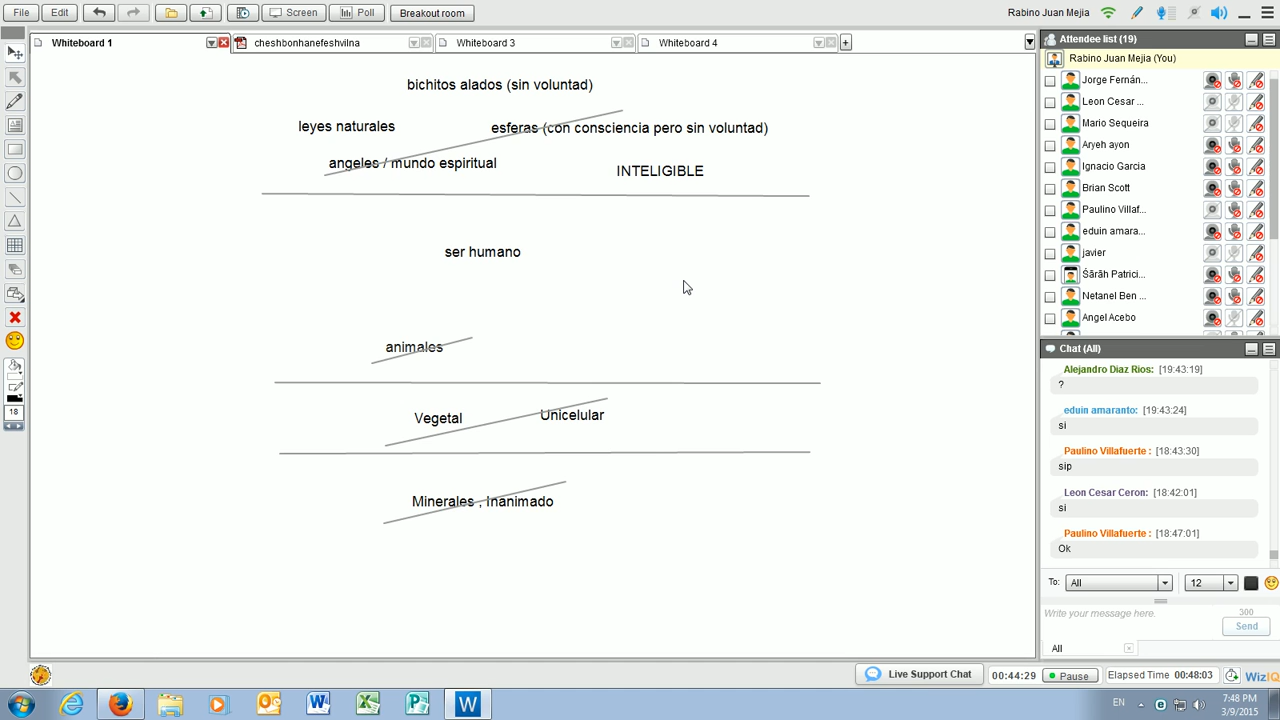 File Edit Screen Poll Breakout room Rabino Juan Mejia
Whiteboard 1 cheshbonhanefeshvilna Whiteboard 3 Whiteboard 4
bichitos alados (sin voluntad)
leyes naturales esferas (con consciencia pero sin voluntad)
angeles / mundo espiritual INTELIGIBLE
ser humano
animales
Vegetal Unicelular
Minerales , Inanimado
18
Attendee list (19)
Rabino Juan Mejia (You)
Jorge Fernán...
Leon Cesar ...
Mario Sequeira
Aryeh ayon
Ignacio Garcia
Brian Scott
Paulino Villaf...
eduin amara...
javier
Šârăh Patrici...
Netanel Ben ...
Angel Acebo
Chat (All)
Alejandro Diaz Rios: [19:43:19]
?
eduin amaranto: [19:43:24]
si
Paulino Villafuerte : [18:43:30]
sip
Leon Cesar Ceron: [18:42:01]
si
Paulino Villafuerte : [18:47:01]
Ok
To: All 12
Write your message here. 300
Send
All
Live Support Chat 00:44:29 Pause Elapsed Time 00:48:03 WizIQ
EN 7:48 PM
3/9/2015